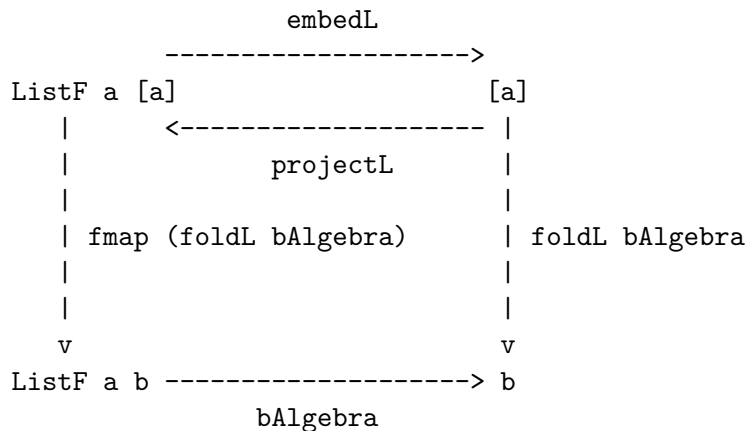 embedL
          --------------------->
ListF a [a]                     [a]
   |      <-------------------- |
   |             projectL       |
   |                            |
   | fmap (foldL bAlgebra)      | foldL bAlgebra
   |                            |
   |                            |
   v                            v
ListF a b --------------------> b
                bAlgebra